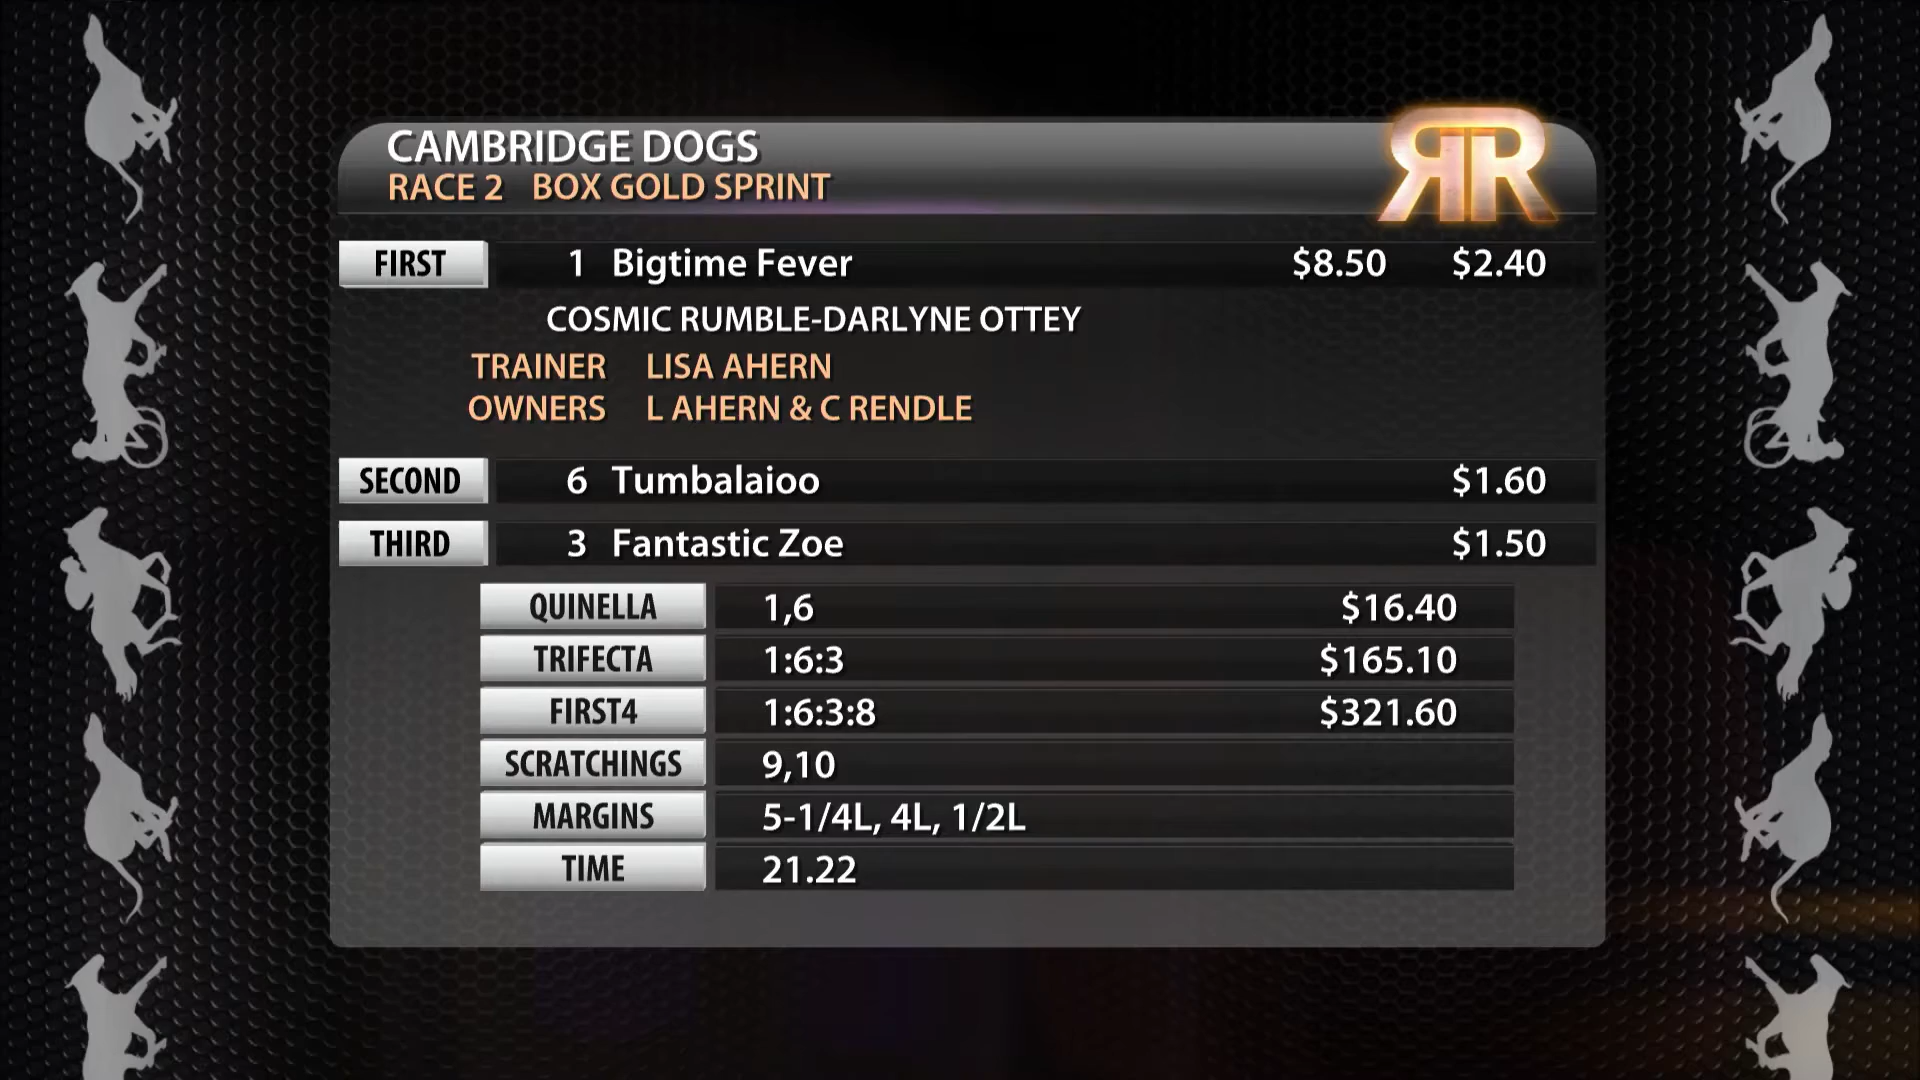 CAMBRIDGE DOGS
RACE 2 BOX GOLD SPRINT
RR
FIRST 1 Bigtime Fever $8.50 $2.40
COSMIC RUMBLE-DARLYNE OTTEY
TRAINER LISA AHERN
OWNERS L AHERN & C RENDLE
SECOND 6 Tumbalaioo $1.60
THIRD 3 Fantastic Zoe $1.50
QUINELLA 1,6 $16.40
TRIFECTA 1:6:3 $165.10
FIRST4 1:6:3:8 $321.60
SCRATCHINGS 9,10
MARGINS 5-1/4L, 4L, 1/2L
TIME 21.22